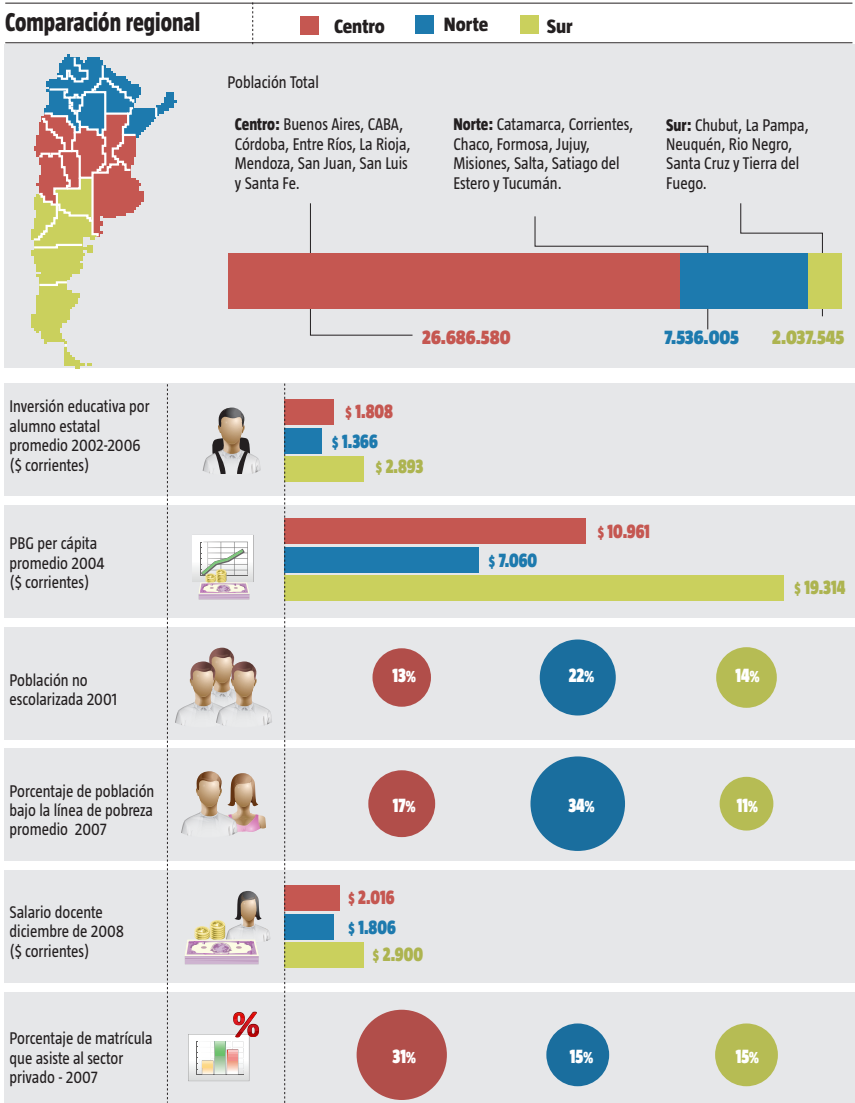 Comparación regional
Centro
Norte
Sur
Población Total
Centro: Buenos Aires, CABA,
Córdoba, Entre Ríos, La Rioja,
Mendoza, San Juan, San Luis
y Santa Fe.
Norte: Catamarca, Corrientes,
Chaco, Formosa, Jujuy,
Misiones, Salta, Satiago del
Estero y Tucumán.
Sur: Chubut, La Pampa,
Neuquén, Rio Negro,
Santa Cruz y Tierra del
Fuego.
26.686.580
7.536.005
2.037.545
Inversión educativa por
alumno estatal
promedio 2002-2006
($ corrientes)
$ 1.808
$ 1.366
$ 2.893
PBG per cápita
promedio 2004
($ corrientes)
$ 10.961
$ 7.060
$ 19.314
Población no
escolarizada 2001
13%
22%
14%
Porcentaje de población
bajo la línea de pobreza
promedio 2007
17%
34%
11%
Salario docente
diciembre de 2008
($ corrientes)
$ 2.016
$ 1.806
$ 2.900
Porcentaje de matrícula
que asiste al sector
privado - 2007
%
31%
15%
15%